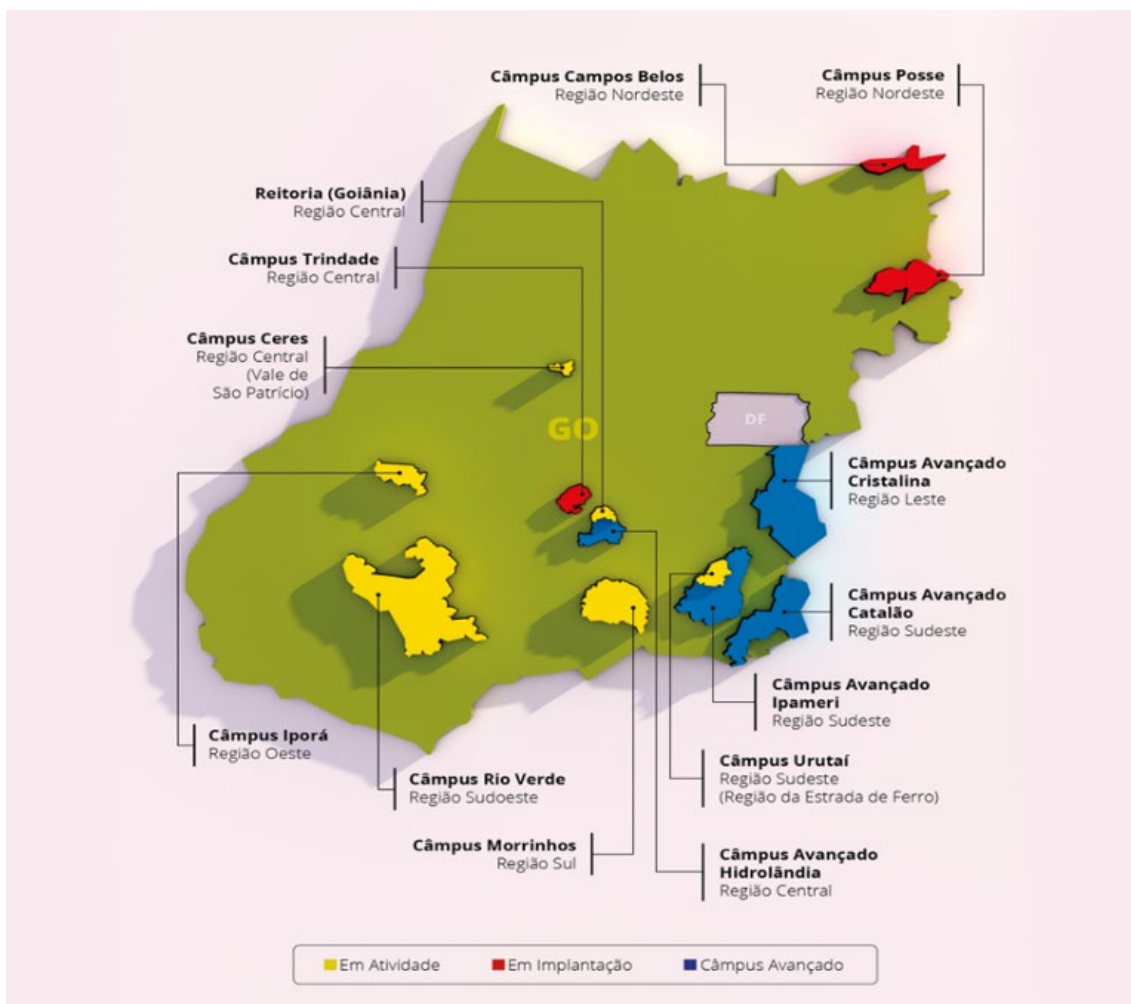 Câmpus Campos Belos
Região Nordeste
Câmpus Posse
Região Nordeste
Reitoria (Goiânia)
Região Central
Câmpus Trindade
Região Central
Câmpus Ceres
Região Central
(Vale de
São Patrício)
GO
DF
Câmpus Avançado
Cristalina
Região Leste
Câmpus Avançado
Catalão
Região Sudeste
Câmpus Avançado
Ipameri
Região Sudeste
Câmpus Iporá
Região Oeste
Câmpus Rio Verde
Região Sudoeste
Câmpus Urutaí
Região Sudeste
(Região da Estrada de Ferro)
Câmpus Morrinhos
Região Sul
Câmpus Avançado
Hidrolândia
Região Central
Em Atividade
Em Implantação
Câmpus Avançado